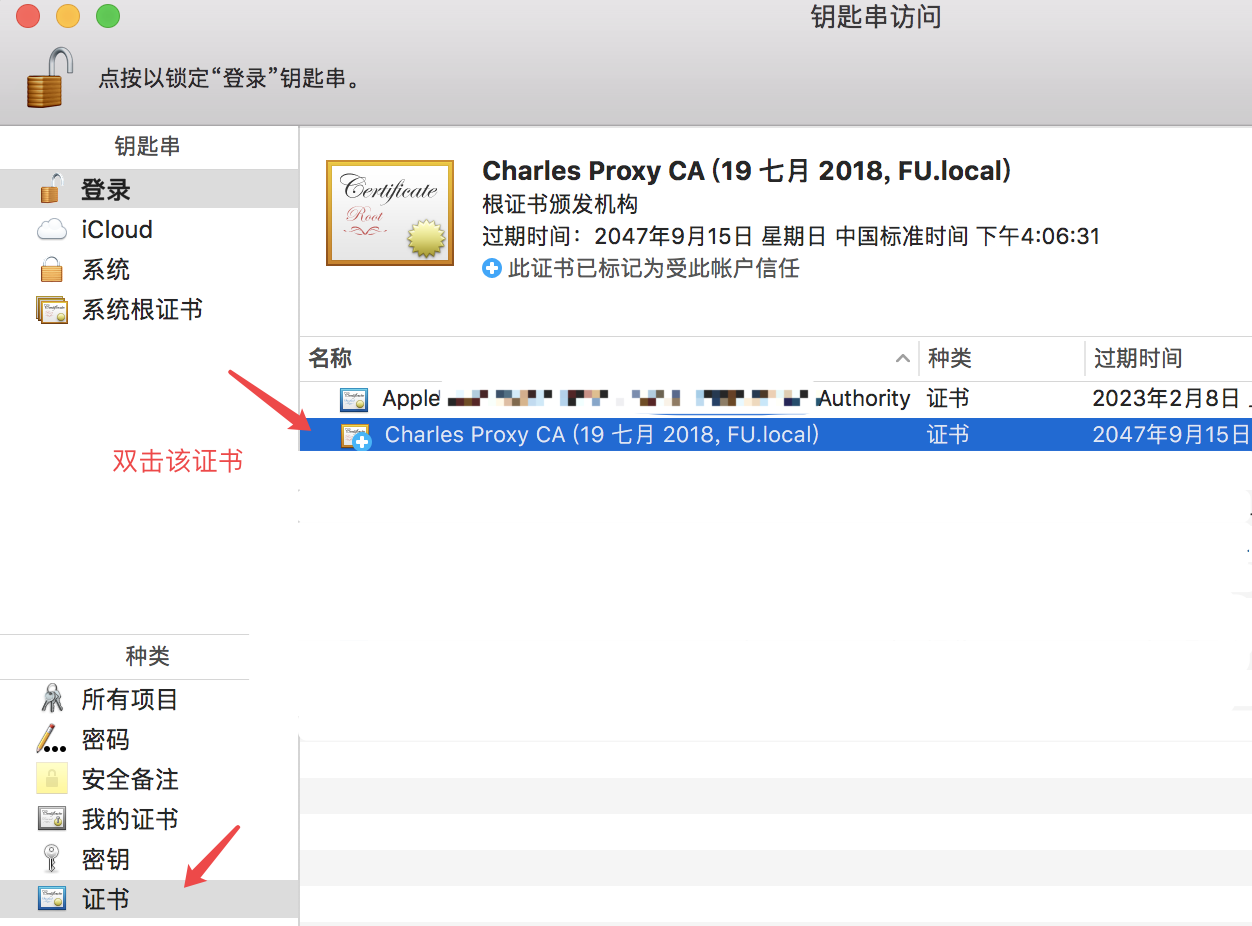 钥匙串访问
点按以锁定“登录”钥匙串。
钥匙串
登录
iCloud
系统
系统根证书
Certificate
Root
Charles Proxy CA (19 七月 2018, FU.local)
根证书颁发机构
过期时间：2047年9月15日 星期日 中国标准时间 下午4:06:31
此证书已标记为受此帐户信任
名称 种类 过期时间
Apple Authority 证书 2023年2月8日
Charles Proxy CA (19 七月 2018, FU.local) 证书 2047年9月15日
双击该证书
种类
所有项目
密码
安全备注
我的证书
密钥
证书